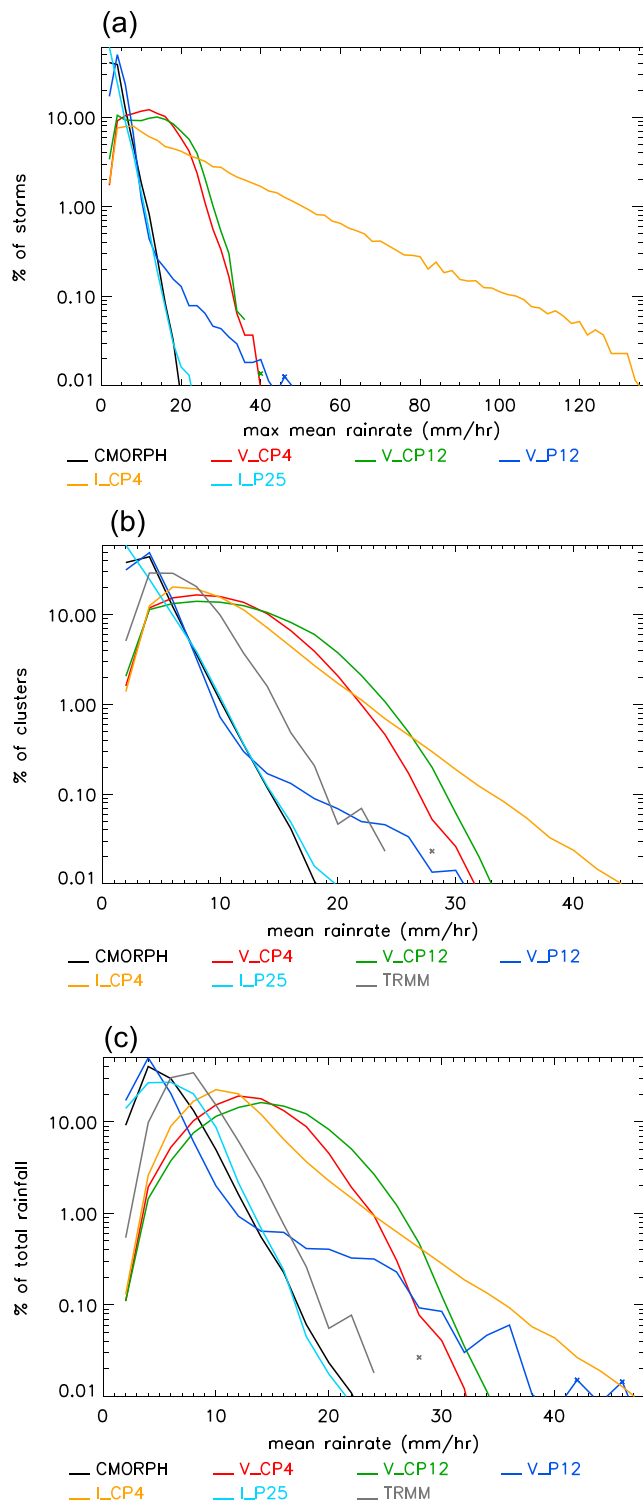 (a)
% of storms
10.00
1.00
0.10
0.01
0 20 40 60 80 100 120
max mean rainrate (mm/hr)
CMORPH V_CP4 V_CP12 V_P12
I_CP4 I_P25
(b)
% of clusters
10.00
1.00
0.10
0.01
0 10 20 30 40
mean rainrate (mm/hr)
CMORPH V_CP4 V_CP12 V_P12
I_CP4 I_P25 TRMM
(c)
% of total rainfall
10.00
1.00
0.10
0.01
0 10 20 30 40
mean rainrate (mm/hr)
CMORPH V_CP4 V_CP12 V_P12
I_CP4 I_P25 TRMM